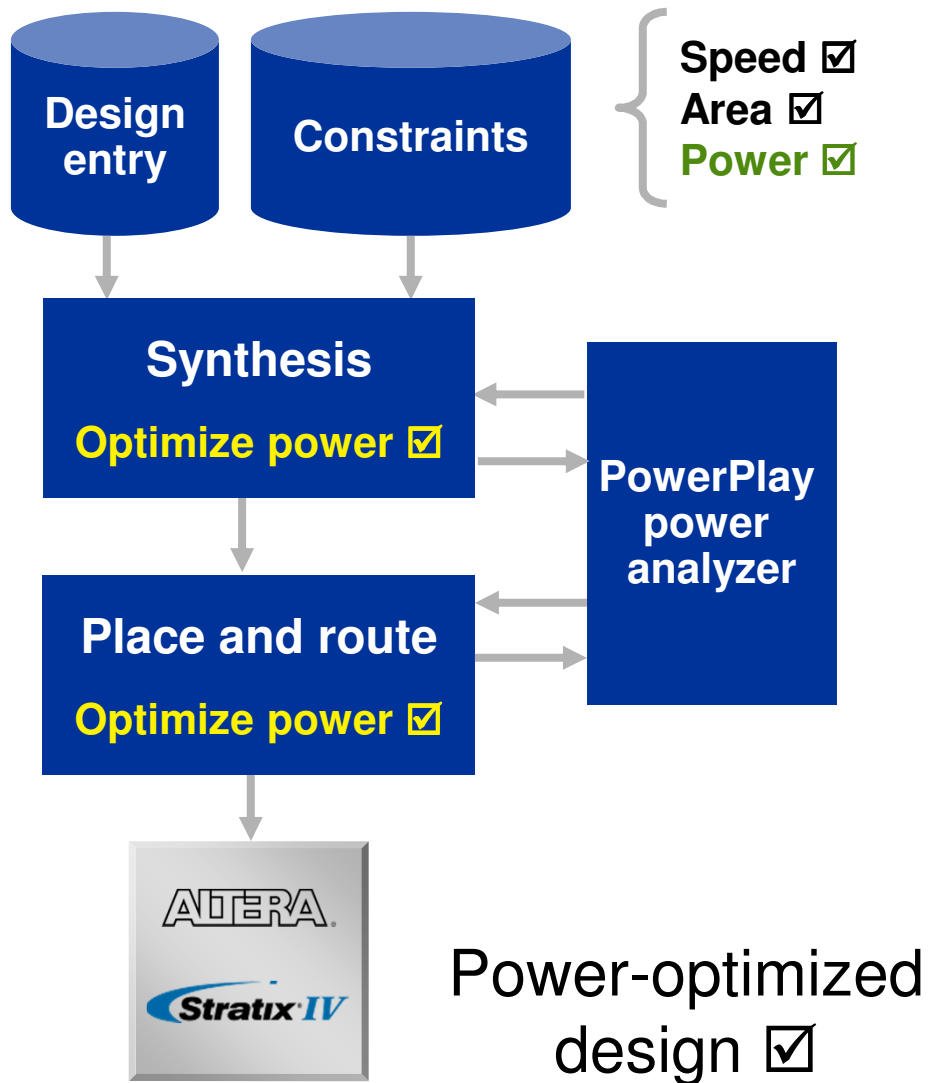 Design
entry
Constraints
Speed ☑
Area ☑
Power ☑
Synthesis
Optimize power ☑
PowerPlay
power
analyzer
Place and route
Optimize power ☑
ALTERA®
Stratix® IV
Power-optimized
design ☑